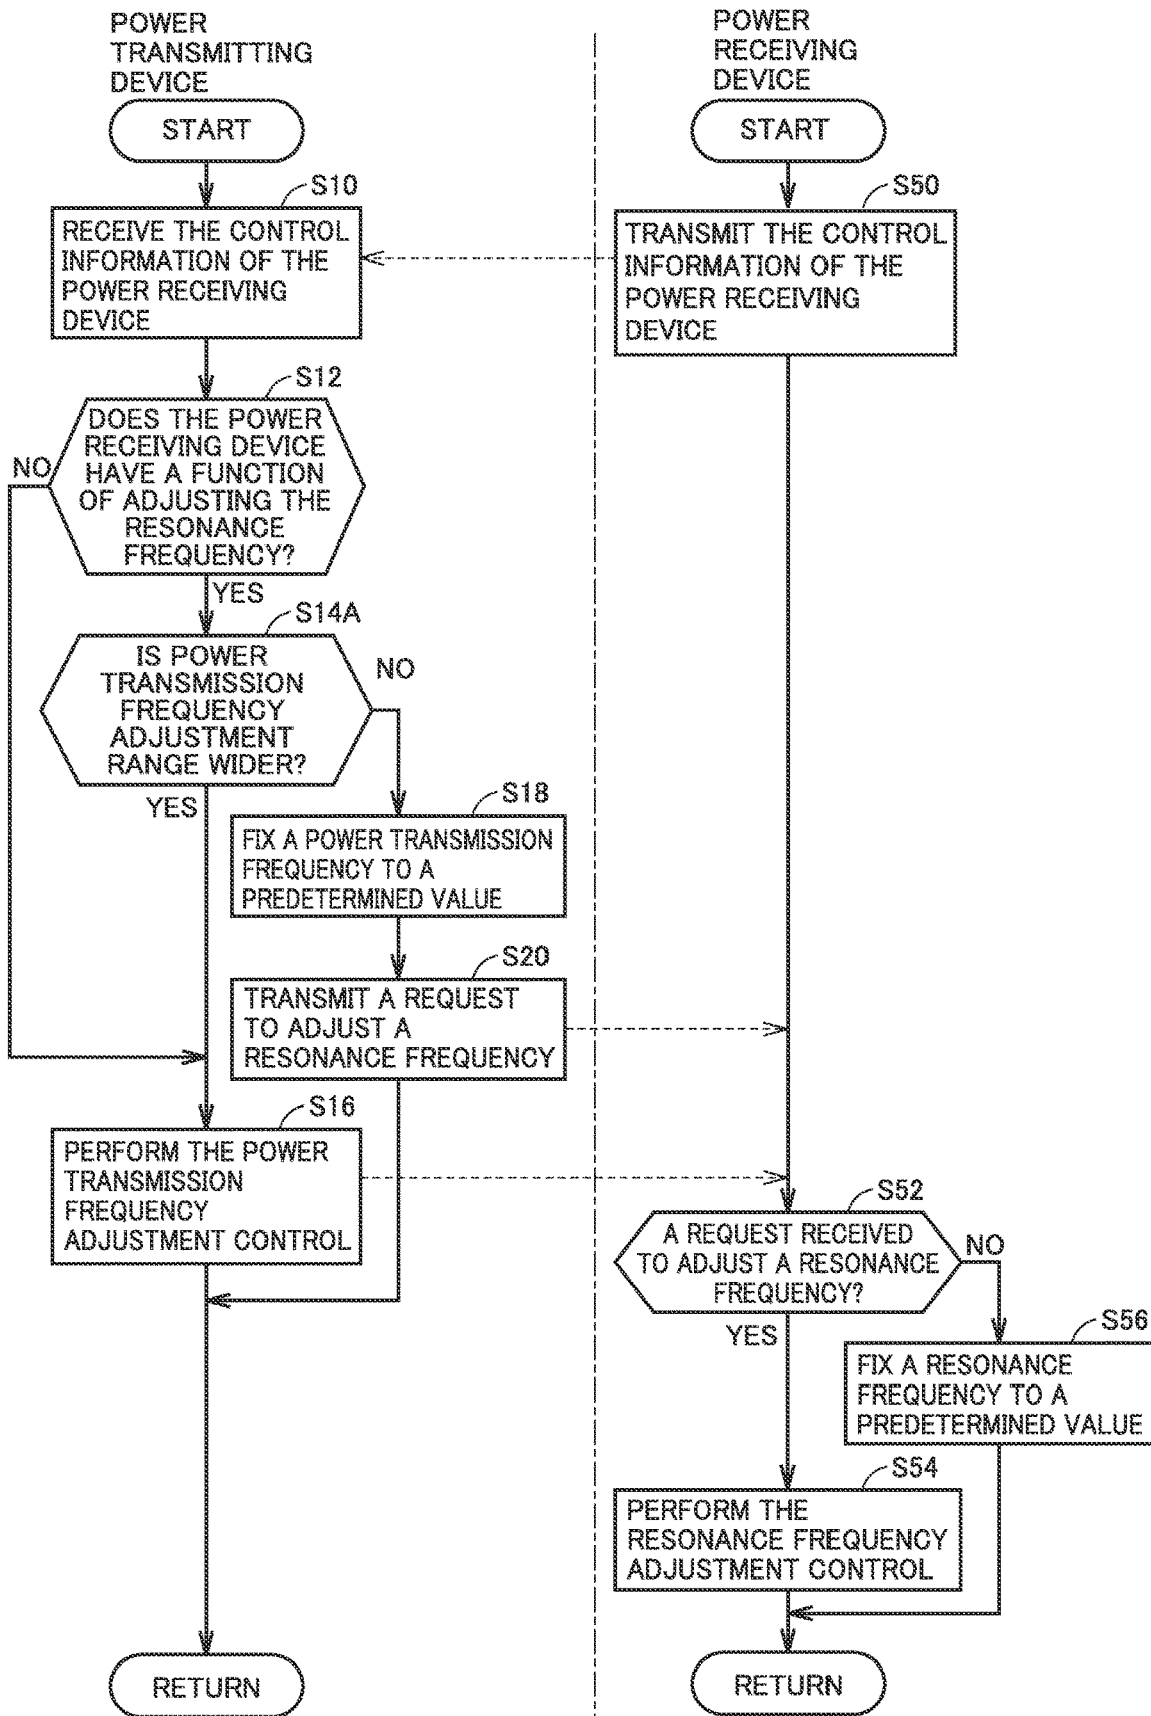 POWER
TRANSMITTING
DEVICE
START
S10
RECEIVE THE CONTROL
INFORMATION OF THE
POWER RECEIVING
DEVICE
S12
DOES THE POWER
RECEIVING DEVICE
HAVE A FUNCTION
OF ADJUSTING THE
RESONANCE
FREQUENCY?
NO
YES
S14A
IS POWER
TRANSMISSION
FREQUENCY
ADJUSTMENT
RANGE WIDER?
NO
YES
S18
FIX A POWER TRANSMISSION
FREQUENCY TO A
PREDETERMINED VALUE
S20
TRANSMIT A REQUEST
TO ADJUST A
RESONANCE FREQUENCY
S16
PERFORM THE POWER
TRANSMISSION
FREQUENCY
ADJUSTMENT CONTROL
RETURN
POWER
RECEIVING
DEVICE
START
S50
TRANSMIT THE CONTROL
INFORMATION OF THE
POWER RECEIVING
DEVICE
S52
A REQUEST RECEIVED
TO ADJUST A RESONANCE
FREQUENCY?
NO
YES
S56
FIX A RESONANCE
FREQUENCY TO A
PREDETERMINED VALUE
S54
PERFORM THE
RESONANCE FREQUENCY
ADJUSTMENT CONTROL
RETURN